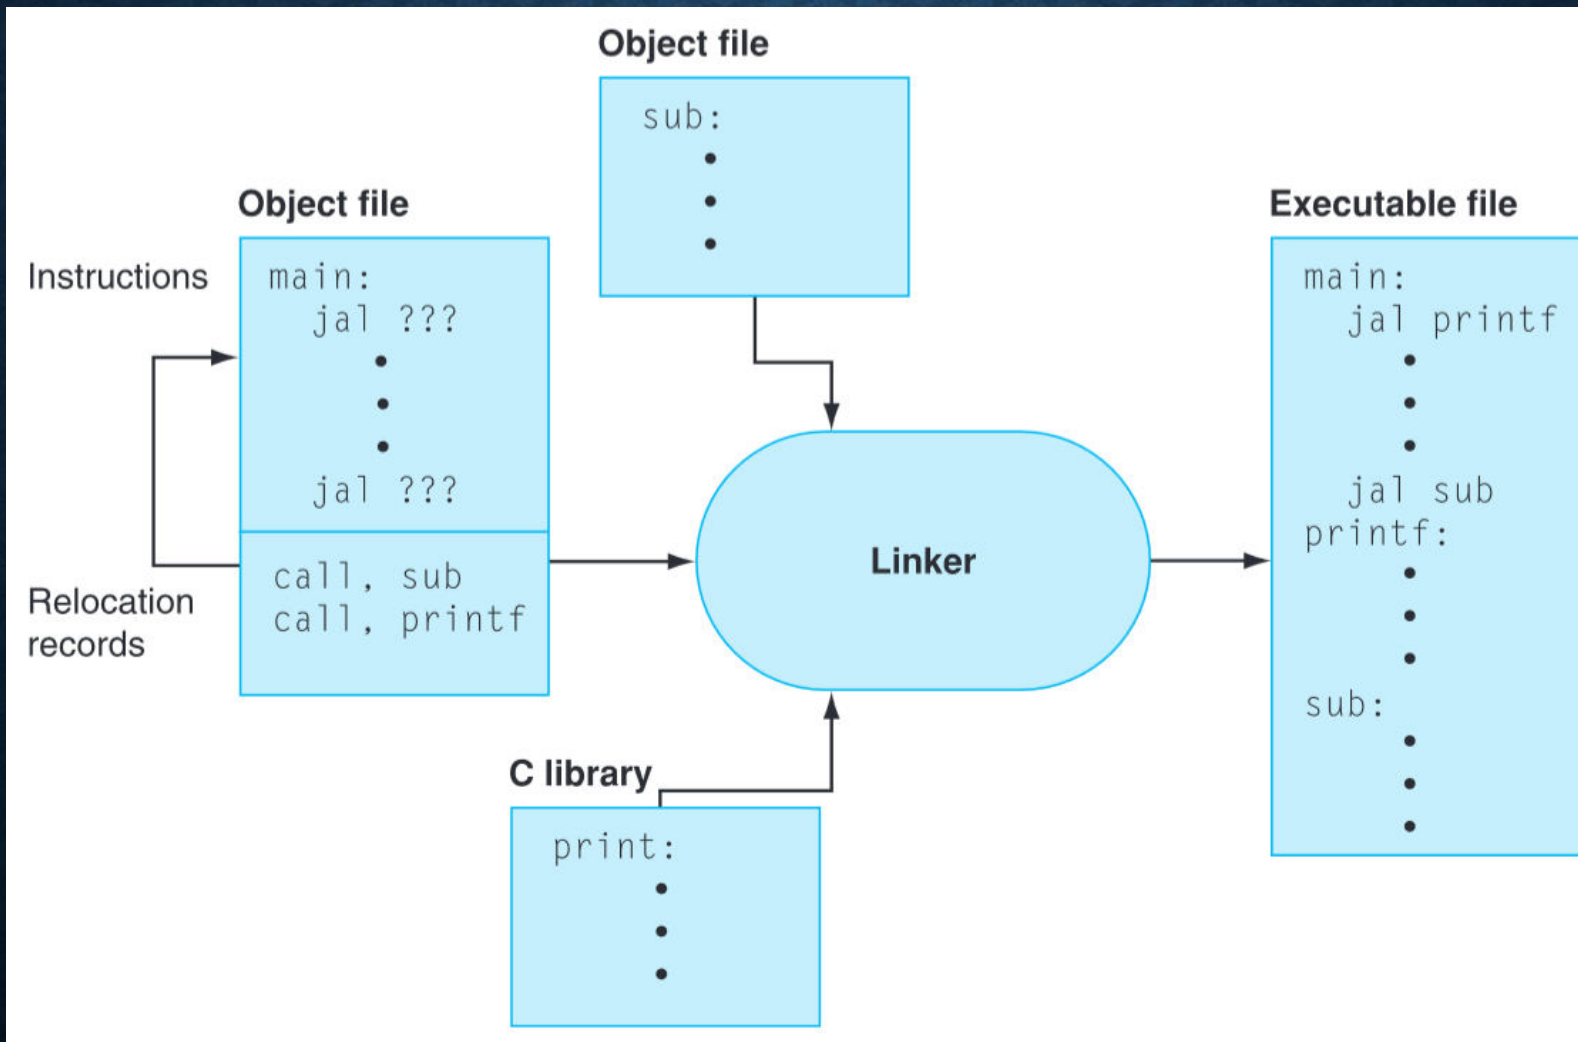 Object file
sub:
Object file
Instructions
main:
jal ???
jal ???
Relocation
records
call, sub
call, printf
Linker
C library
print:
Executable file
main:
jal printf
jal sub
printf:
sub: